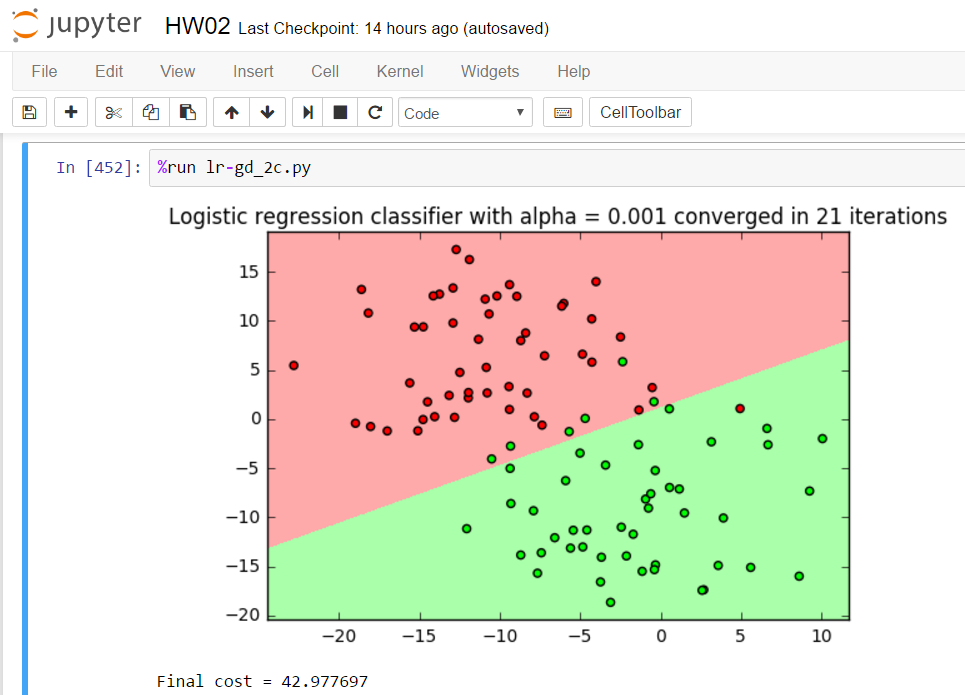 jupyter HW02 Last Checkpoint: 14 hours ago (autosaved)
File Edit View Insert Cell Kernel Widgets Help
Code CellToolbar
In [452]: %run lr-gd_2c.py
Logistic regression classifier with alpha = 0.001 converged in 21 iterations
15
10
5
0
−5
−10
−15
−20
−20 −15 −10 −5 0 5 10
Final cost = 42.977697